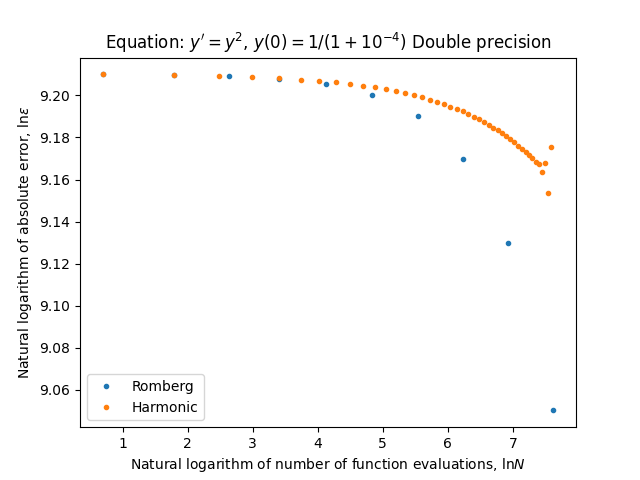 Equation: y′ = y², y(0) = 1/(1 + 10⁻⁴) Double precision
Natural logarithm of absolute error, lnε
9.20
9.18
9.16
9.14
9.12
9.10
9.08
9.06
Romberg
Harmonic
1 2 3 4 5 6 7
Natural logarithm of number of function evaluations, lnN